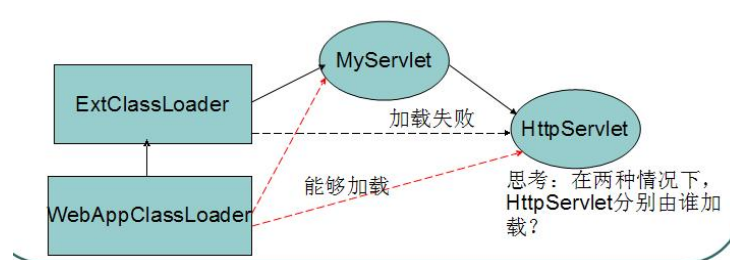 MyServlet
ExtClassLoader
加载失败
HttpServlet
能够加载
WebAppClassLoader
思考：在两种情况下，
HttpServlet分别由谁加
载？